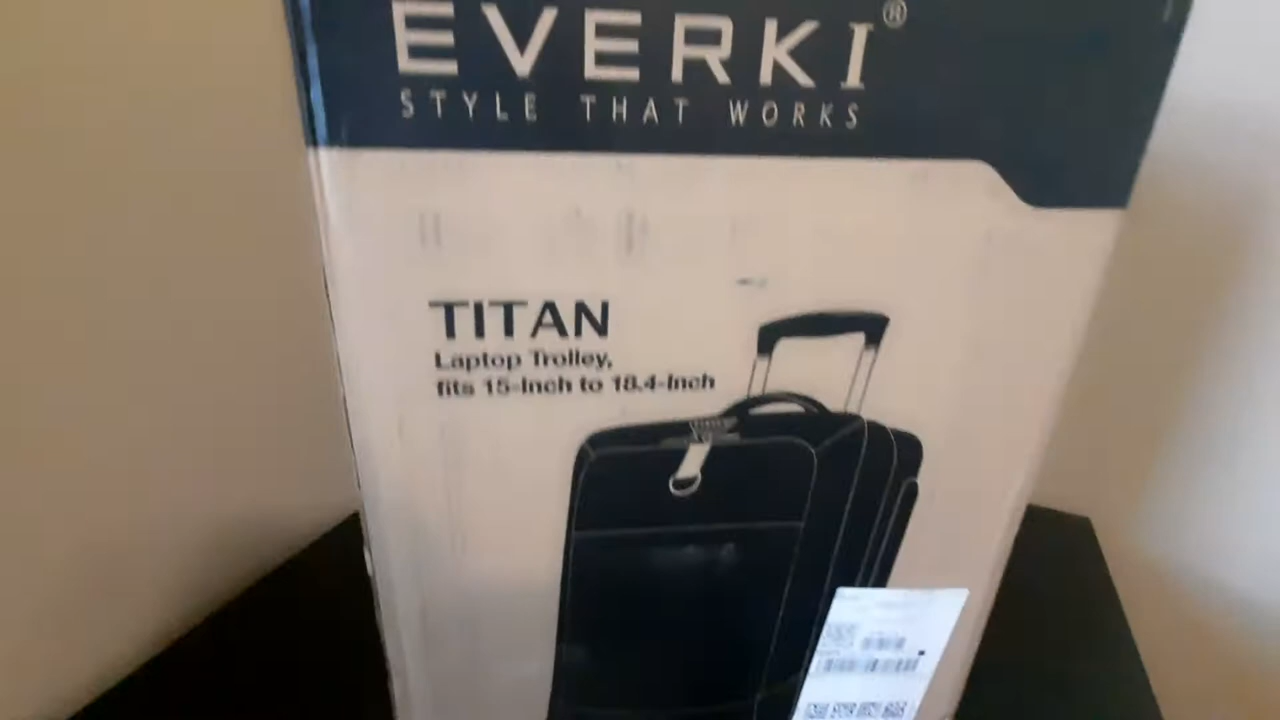 EVERKI®
STYLE THAT WORKS
TITAN
Laptop Trolley,
fits 15-inch to 18.4-inch